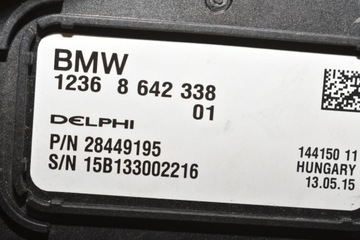 BMW
1236 8 642 338
01
DELPHI
P/N 28449195
S/N 15B133002216
144150 11
HUNGARY
13.05.15